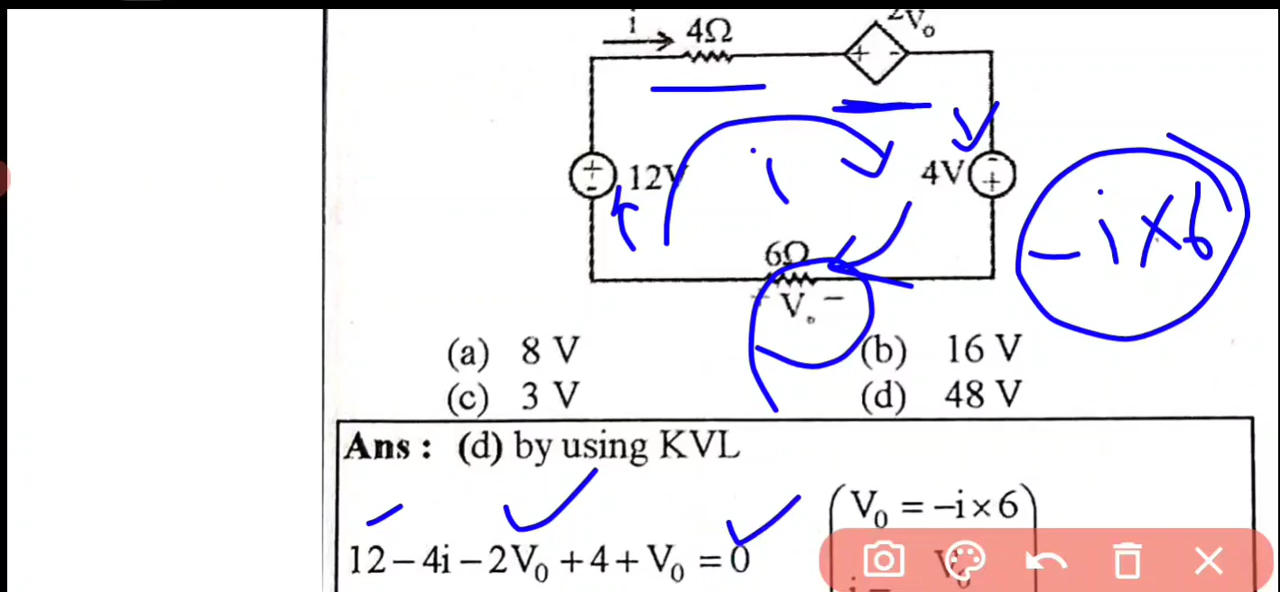 i 4Ω 2V₀
+ -
+ - 12V i 4V - + -i×6
6Ω
+ V₀ -
(a) 8 V (b) 16 V
(c) 3 V (d) 48 V
Ans : (d) by using KVL
V₀ = -i×6
12-4i-2V₀+4+V₀=0
i =